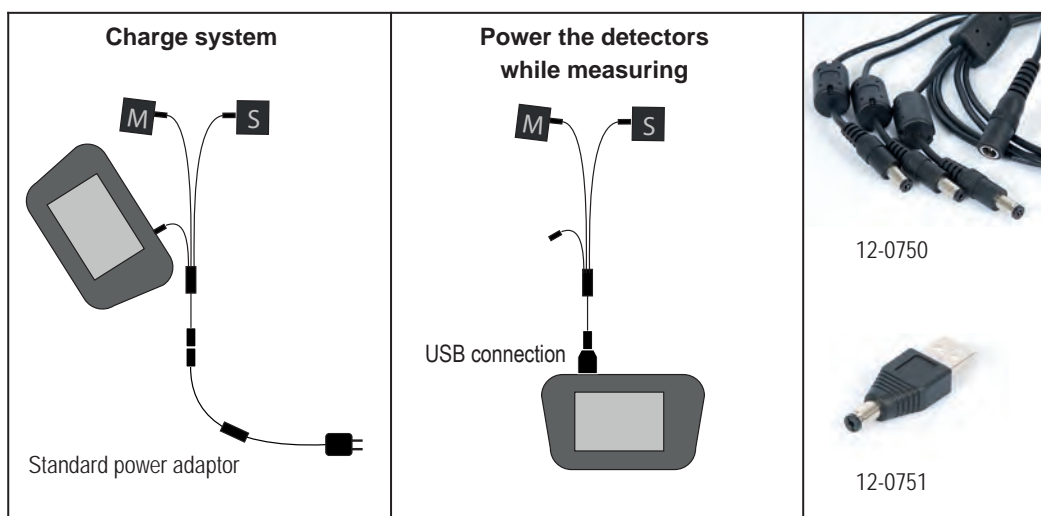 Charge system
M
S
Standard power adaptor
Power the detectors
while measuring
M
S
USB connection
12-0750
12-0751